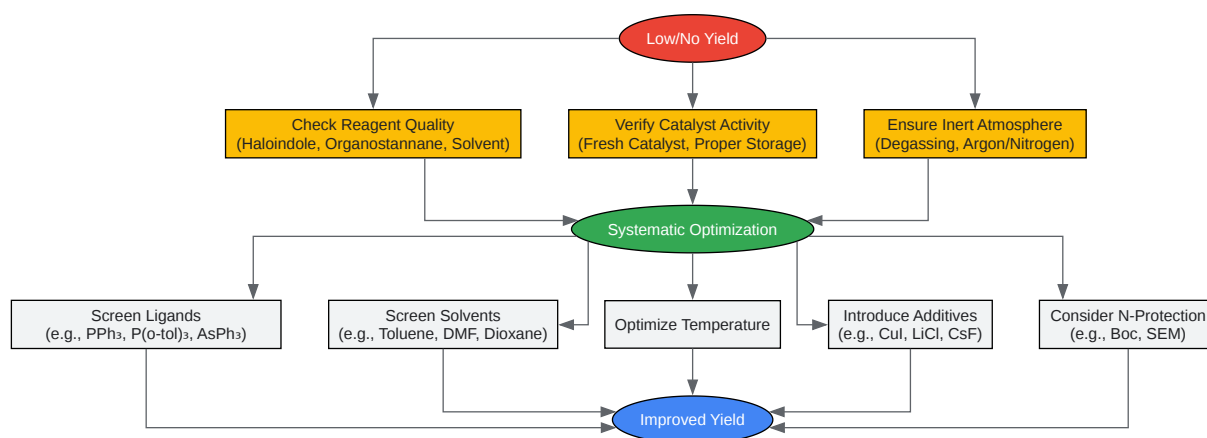 Low/No Yield
Check Reagent Quality
(Haloindole, Organostannane, Solvent)
Verify Catalyst Activity
(Fresh Catalyst, Proper Storage)
Ensure Inert Atmosphere
(Degassing, Argon/Nitrogen)
Systematic Optimization
Screen Ligands
(e.g., PPh₃, P(o-tol)₃, AsPh₃)
Screen Solvents
(e.g., Toluene, DMF, Dioxane)
Optimize Temperature
Introduce Additives
(e.g., CuI, LiCl, CsF)
Consider N-Protection
(e.g., Boc, SEM)
Improved Yield